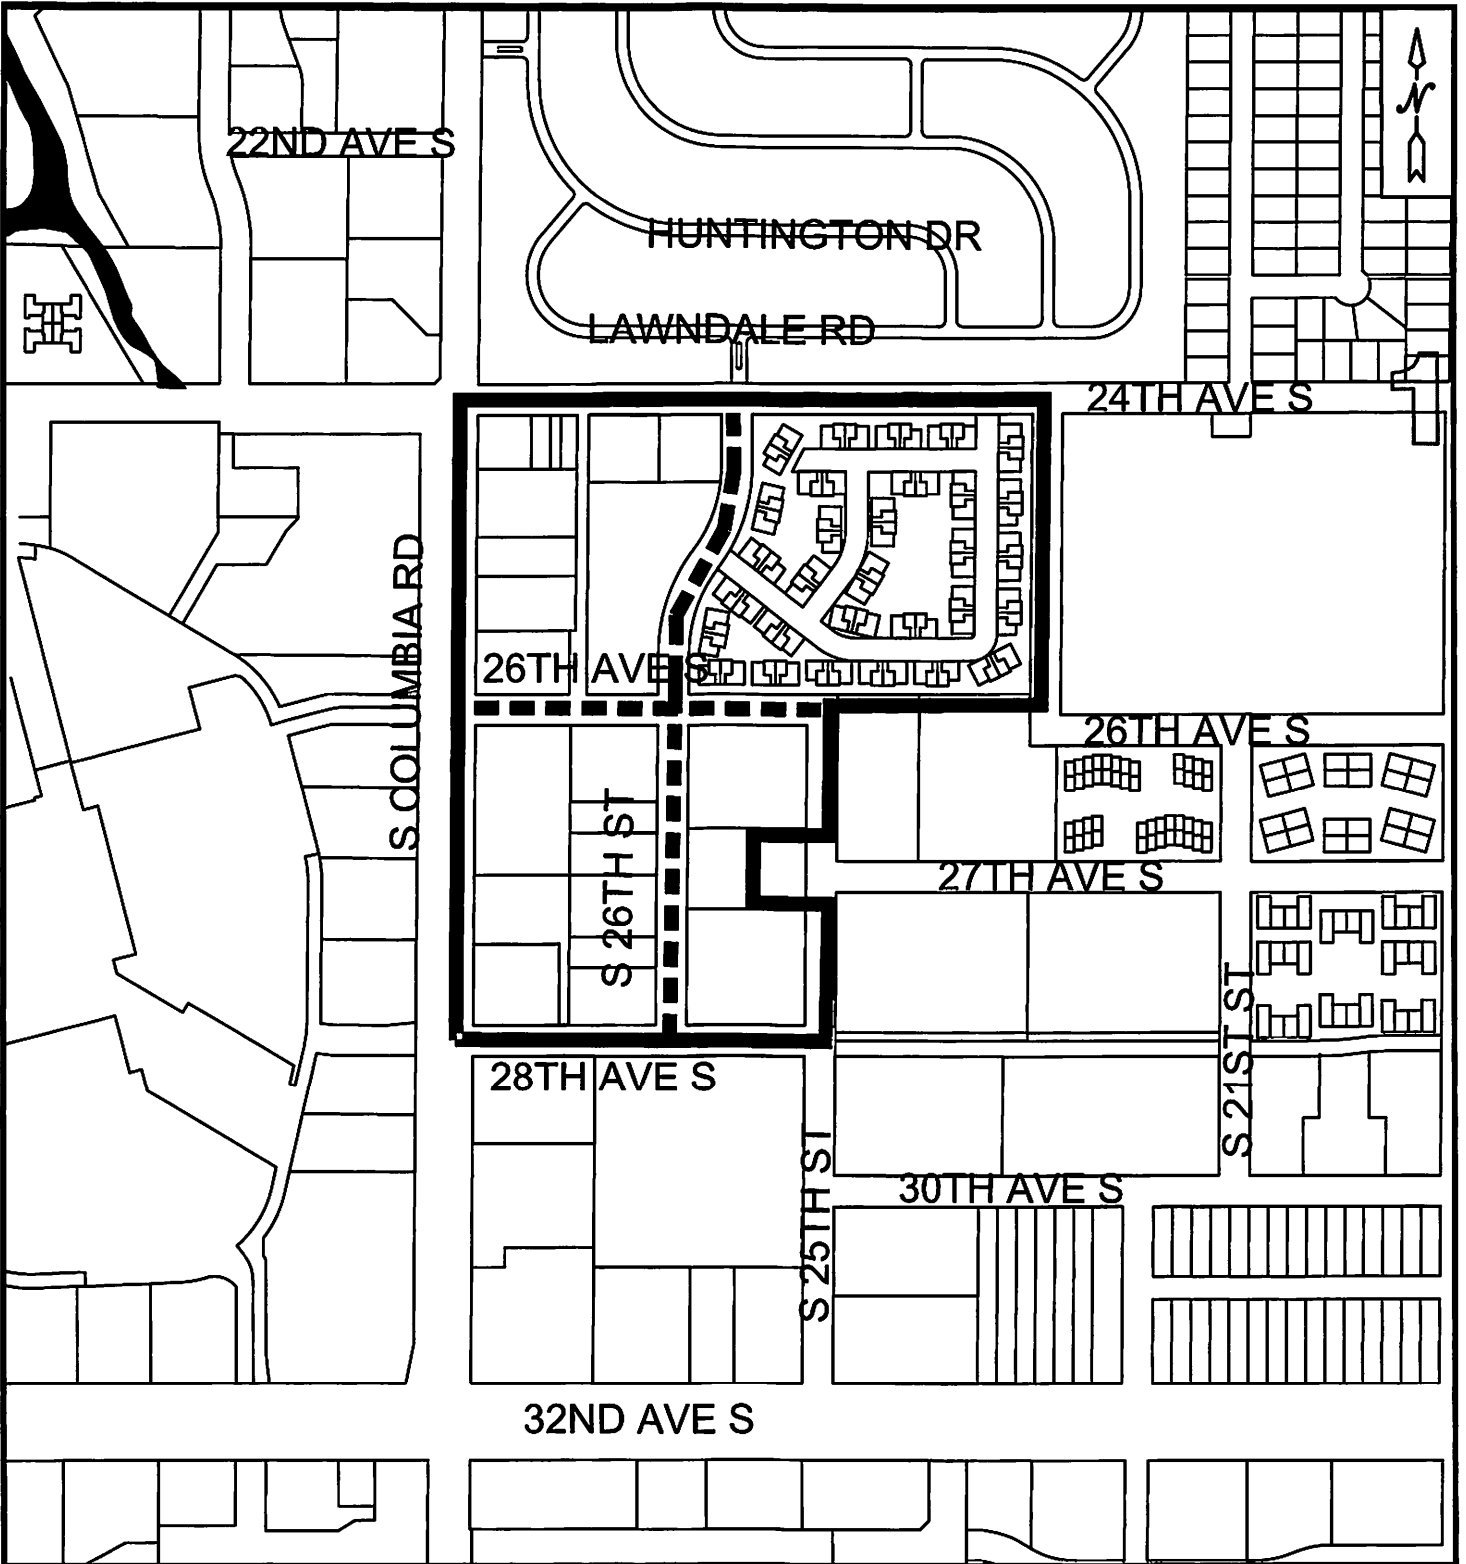 N
22ND AVE S
HUNTINGTON DR
LAWNDALE RD
24TH AVE S
S COLUMBIA RD
26TH AVE S
26TH AVE S
S 26TH ST
27TH AVE S
S 21ST ST
28TH AVE S
S 25TH ST
30TH AVE S
32ND AVE S